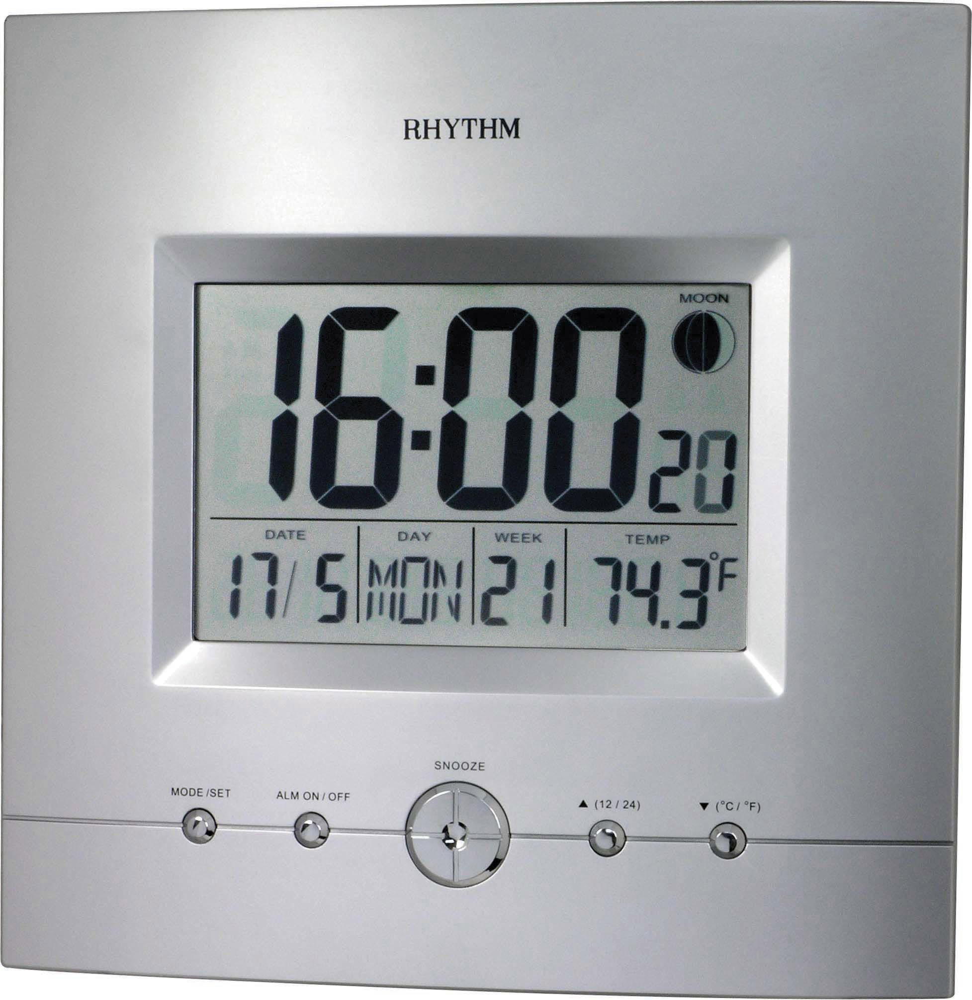 RHYTHM
MOON
16:00 20
DATE DAY WEEK TEMP
17/5 MON 21 74.3°F
SNOOZE
MODE /SET ALM ON / OFF ▲ (12 / 24) ▼ (°C / °F)